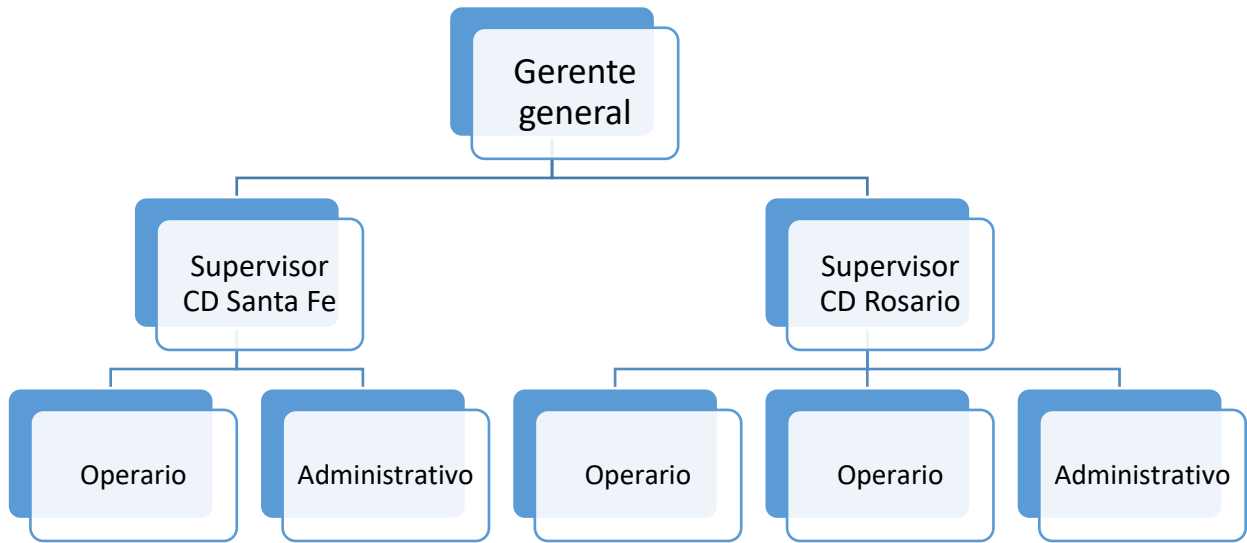 Gerente
general
Supervisor
CD Santa Fe
Supervisor
CD Rosario
Operario
Administrativo
Operario
Operario
Administrativo